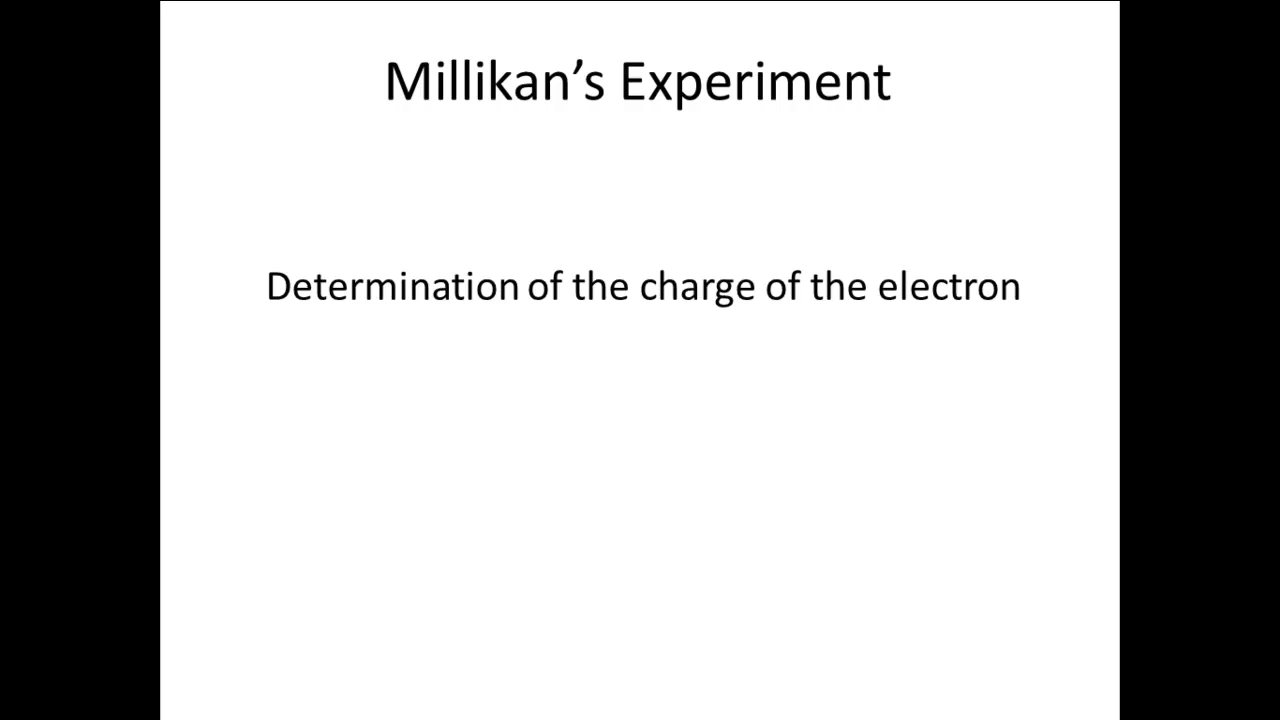 Millikan’s Experiment
Determination of the charge of the electron